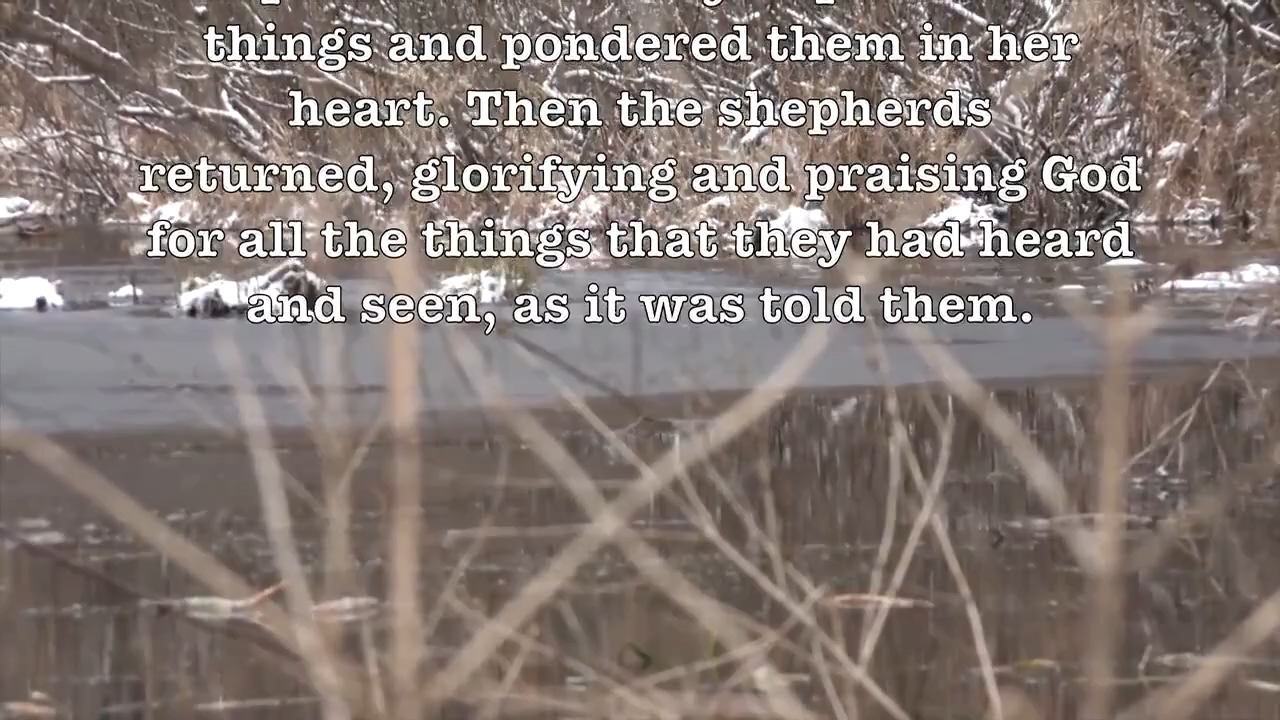 things and pondered them in her
heart. Then the shepherds
returned, glorifying and praising God
for all the things that they had heard
and seen, as it was told them.